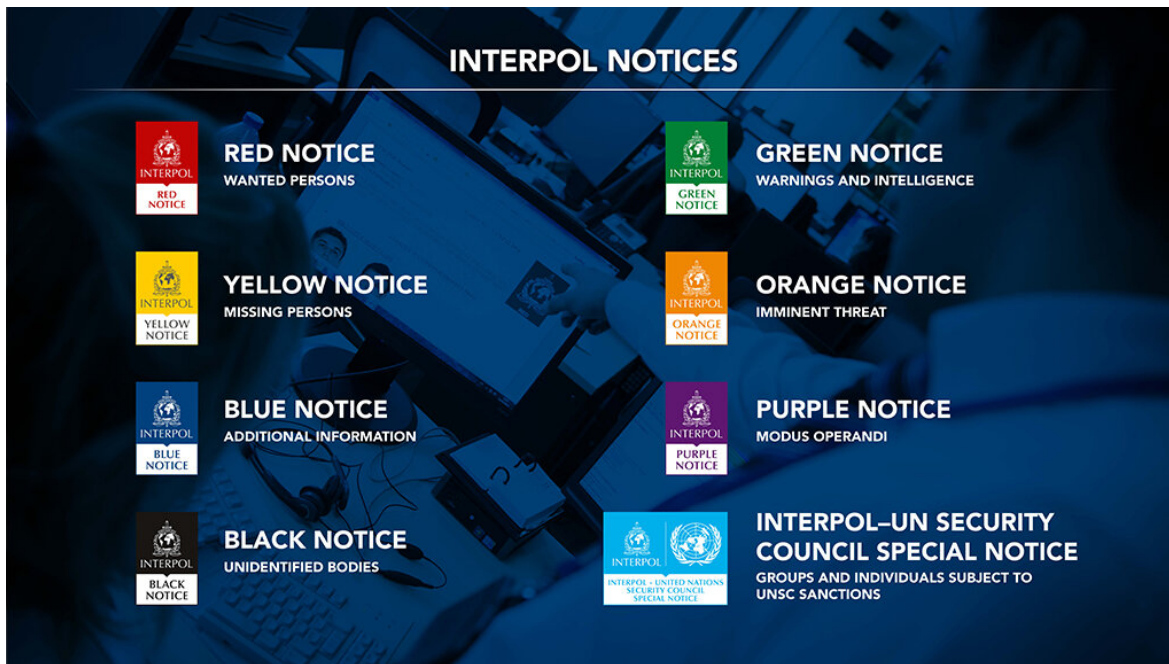 INTERPOL NOTICES
INTERPOL
RED
NOTICE
RED NOTICE
WANTED PERSONS
INTERPOL
YELLOW
NOTICE
YELLOW NOTICE
MISSING PERSONS
INTERPOL
BLUE
NOTICE
BLUE NOTICE
ADDITIONAL INFORMATION
INTERPOL
BLACK
NOTICE
BLACK NOTICE
UNIDENTIFIED BODIES
INTERPOL
GREEN
NOTICE
GREEN NOTICE
WARNINGS AND INTELLIGENCE
INTERPOL
ORANGE
NOTICE
ORANGE NOTICE
IMMINENT THREAT
INTERPOL
PURPLE
NOTICE
PURPLE NOTICE
MODUS OPERANDI
INTERPOL
INTERPOL - UNITED NATIONS
SECURITY COUNCIL
SPECIAL NOTICE
INTERPOL–UN SECURITY
COUNCIL SPECIAL NOTICE
GROUPS AND INDIVIDUALS SUBJECT TO
UNSC SANCTIONS